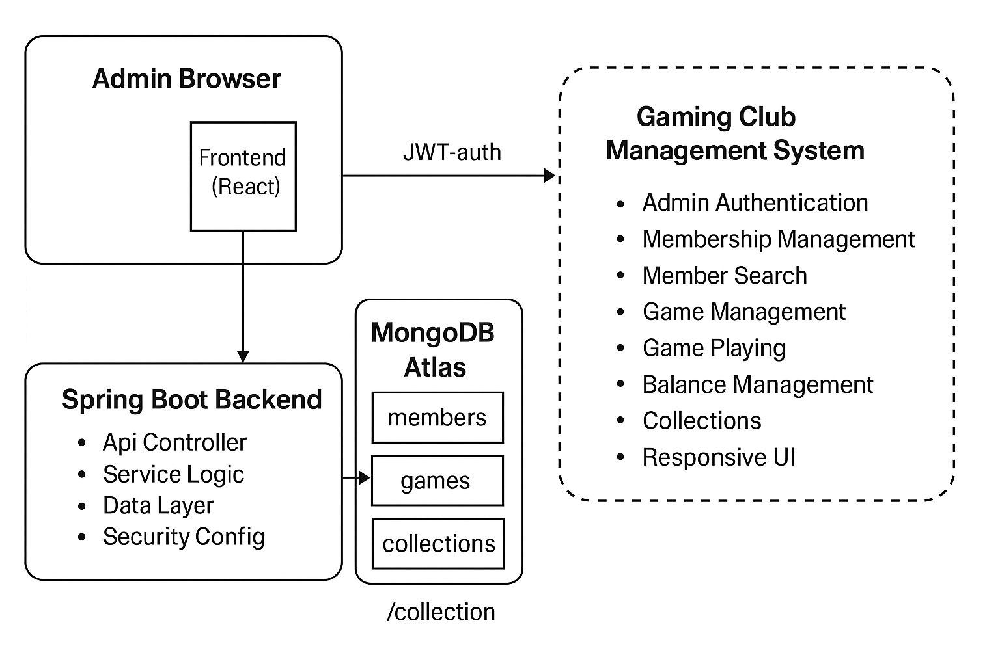 Admin Browser
Frontend
(React)
JWT-auth
Gaming Club
Management System
• Admin Authentication
• Membership Management
• Member Search
• Game Management
• Game Playing
• Balance Management
• Collections
• Responsive UI
Spring Boot Backend
• Api Controller
• Service Logic
• Data Layer
• Security Config
MongoDB
Atlas
members
games
collections
/collection